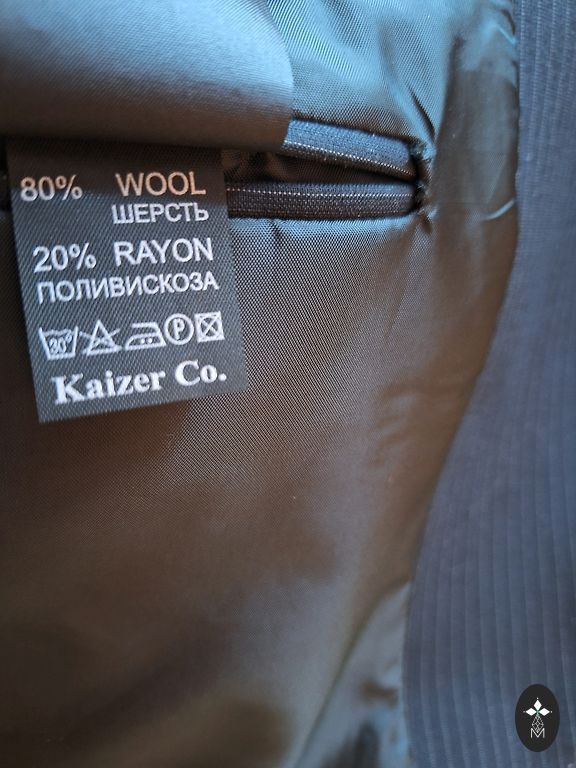 80% WOOL
ШЕРСТЬ
20% RAYON
ПОЛИВИСКОЗА
30°
P
Kaizer Co.
M